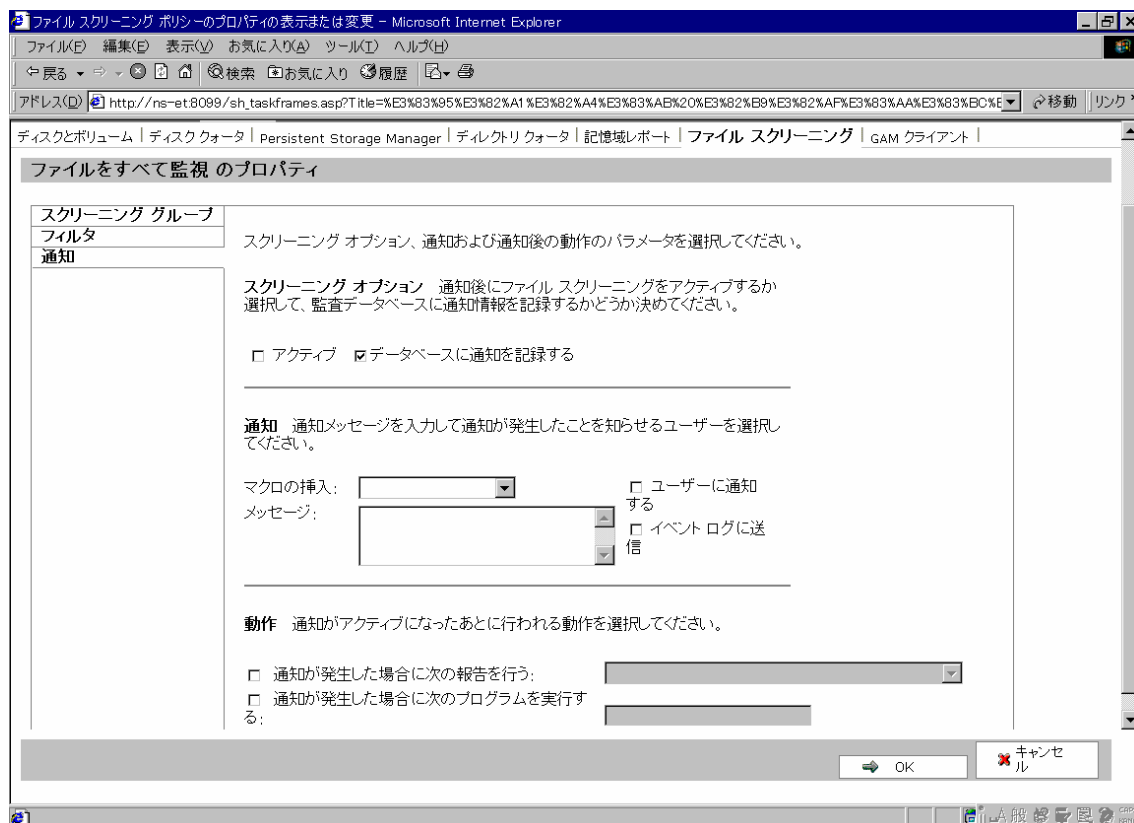 ファイル スクリーニング ポリシーのプロパティの表示または変更 - Microsoft Internet Explorer
ファイル(F) 編集(E) 表示(V) お気に入り(A) ツール(T) ヘルプ(H)
戻る 検索 お気に入り 履歴
アドレス(D) http://ns-et:8099/sh_taskframes.asp?Title=%E3%83%95%E3%82%A1%E3%82%A4%E3%83%AB%20%E3%82%B9%E3%82%AF%E3%83%AA%E3%83%BC%E 移動 リンク
ディスクとボリューム | ディスク クォータ | Persistent Storage Manager | ディレクトリ クォータ | 記憶域レポート | ファイル スクリーニング | GAM クライアント |
ファイルをすべて監視 のプロパティ
スクリーニング グループ
フィルタ
通知
スクリーニング オプション、通知および通知後の動作のパラメータを選択してください。
スクリーニング オプション 通知後にファイル スクリーニングをアクティブするか
選択して、監査データベースに通知情報を記録するかどうか決めてください。
アクティブ データベースに通知を記録する
通知 通知メッセージを入力して通知が発生したことを知らせるユーザーを選択し
てください。
マクロの挿入:
ユーザーに通知
する
メッセージ:
イベント ログに送
信
動作 通知がアクティブになったあとに行われる動作を選択してください。
通知が発生した場合に次の報告を行う:
通知が発生した場合に次のプログラムを実行す
る:
OK
キャンセ
ル
A 般